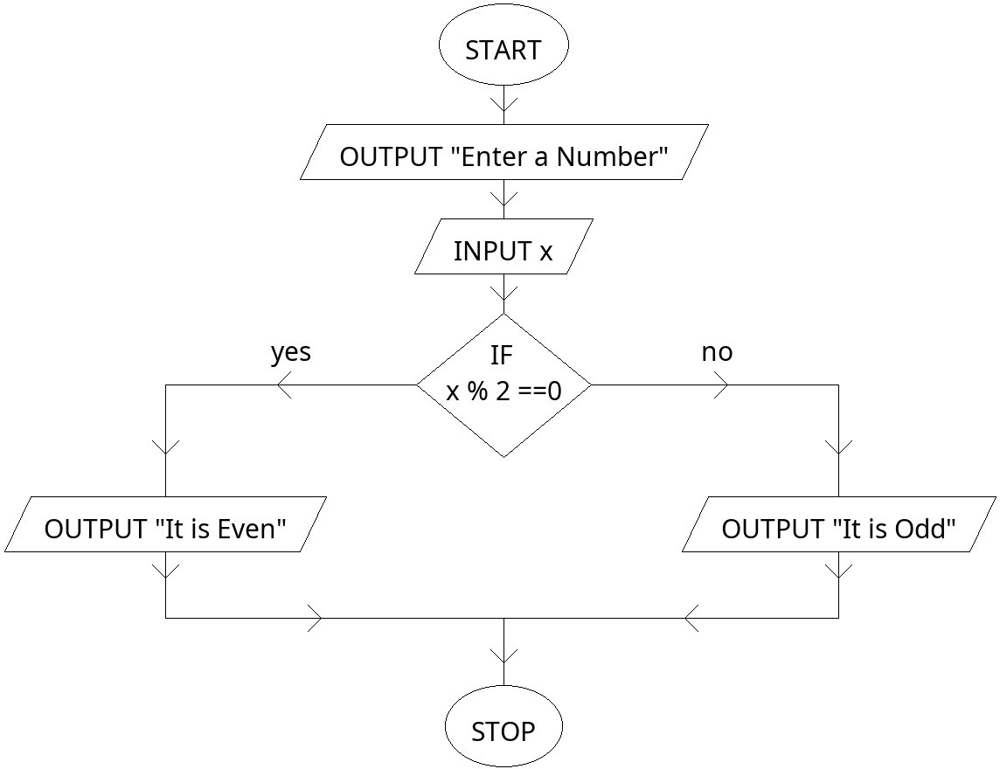 START
OUTPUT "Enter a Number"
INPUT x
IF
x % 2 ==0
yes
no
OUTPUT "It is Even"
OUTPUT "It is Odd"
STOP